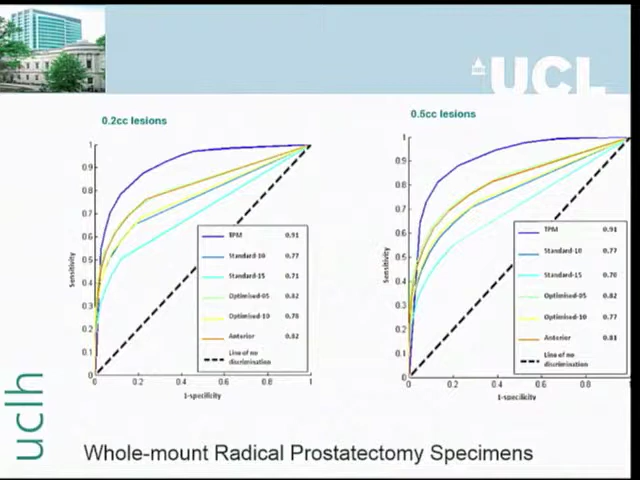 UCL
0.2cc lesions
1
0.9
0.8
0.7
0.6
0.5
0.4
0.3
0.2
0.1
0
Sensitivity
TPM 0.91
Standard-10 0.77
Standard-15 0.71
Optimised-05 0.82
Optimised-10 0.78
Anterior 0.82
Line of no
discrimination
0 0.2 0.4 0.6 0.8 1
1-specificity
0.5cc lesions
1
0.9
0.8
0.7
0.6
0.5
0.4
0.3
0.2
0.1
0
Sensitivity
TPM 0.91
Standard-10 0.77
Standard-15 0.70
Optimised-05 0.82
Optimised-10 0.77
Anterior 0.81
Line of no
discrimination
0 0.2 0.4 0.6 0.8 1
1-specificity
uclh
Whole-mount Radical Prostatectomy Specimens